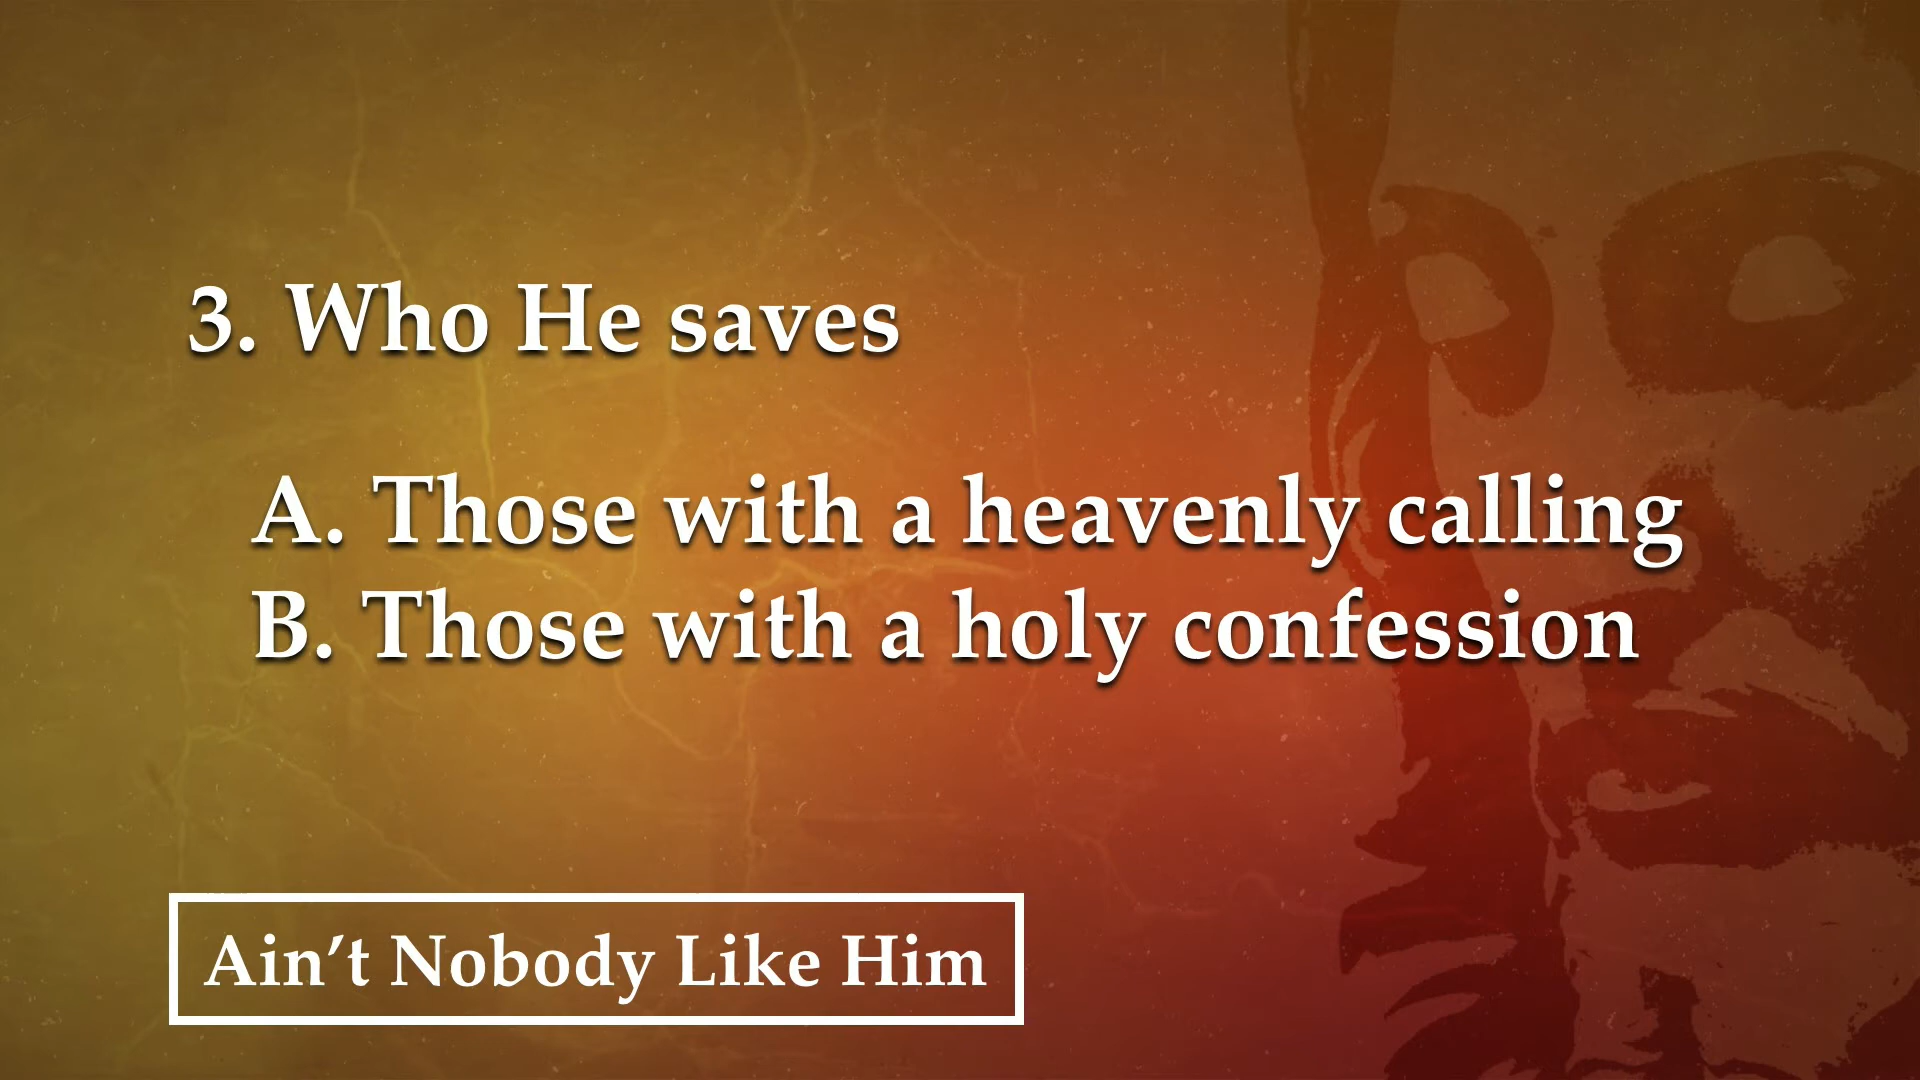 3. Who He saves
A. Those with a heavenly calling
B. Those with a holy confession
Ain’t Nobody Like Him